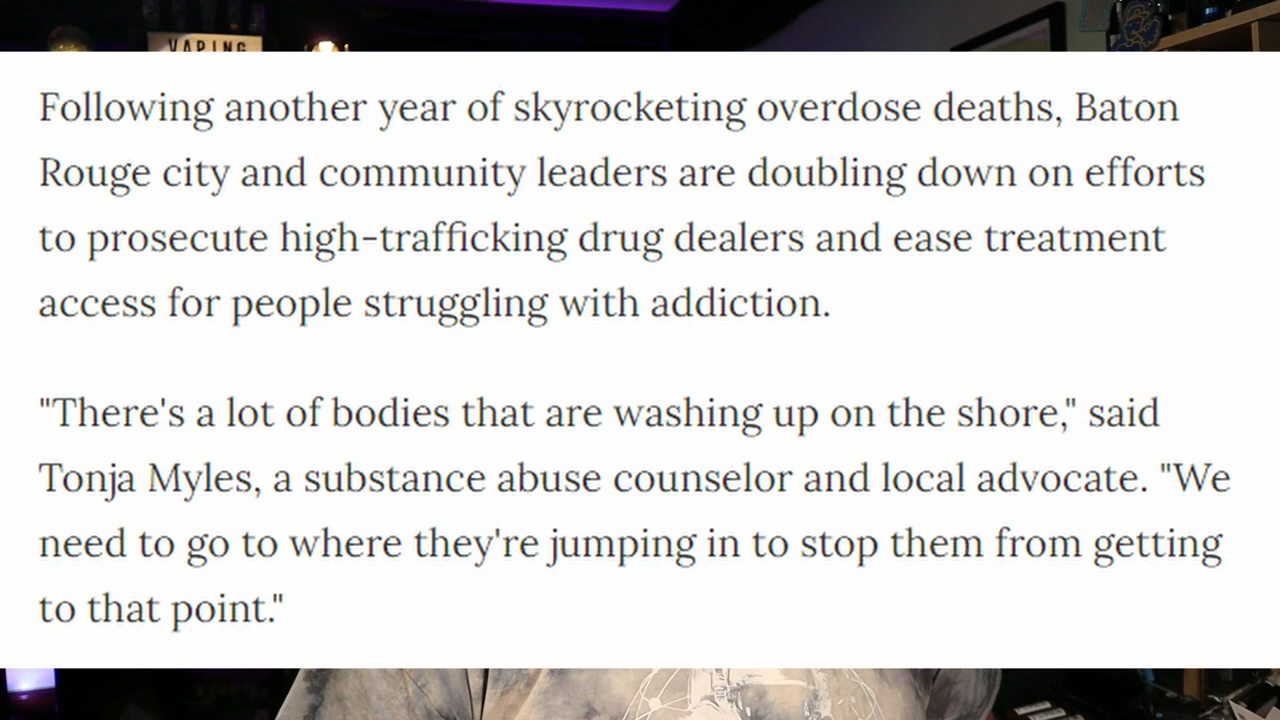 VAPING
Following another year of skyrocketing overdose deaths, Baton
Rouge city and community leaders are doubling down on efforts
to prosecute high-trafficking drug dealers and ease treatment
access for people struggling with addiction.
"There's a lot of bodies that are washing up on the shore," said
Tonja Myles, a substance abuse counselor and local advocate. "We
need to go to where they're jumping in to stop them from getting
to that point."